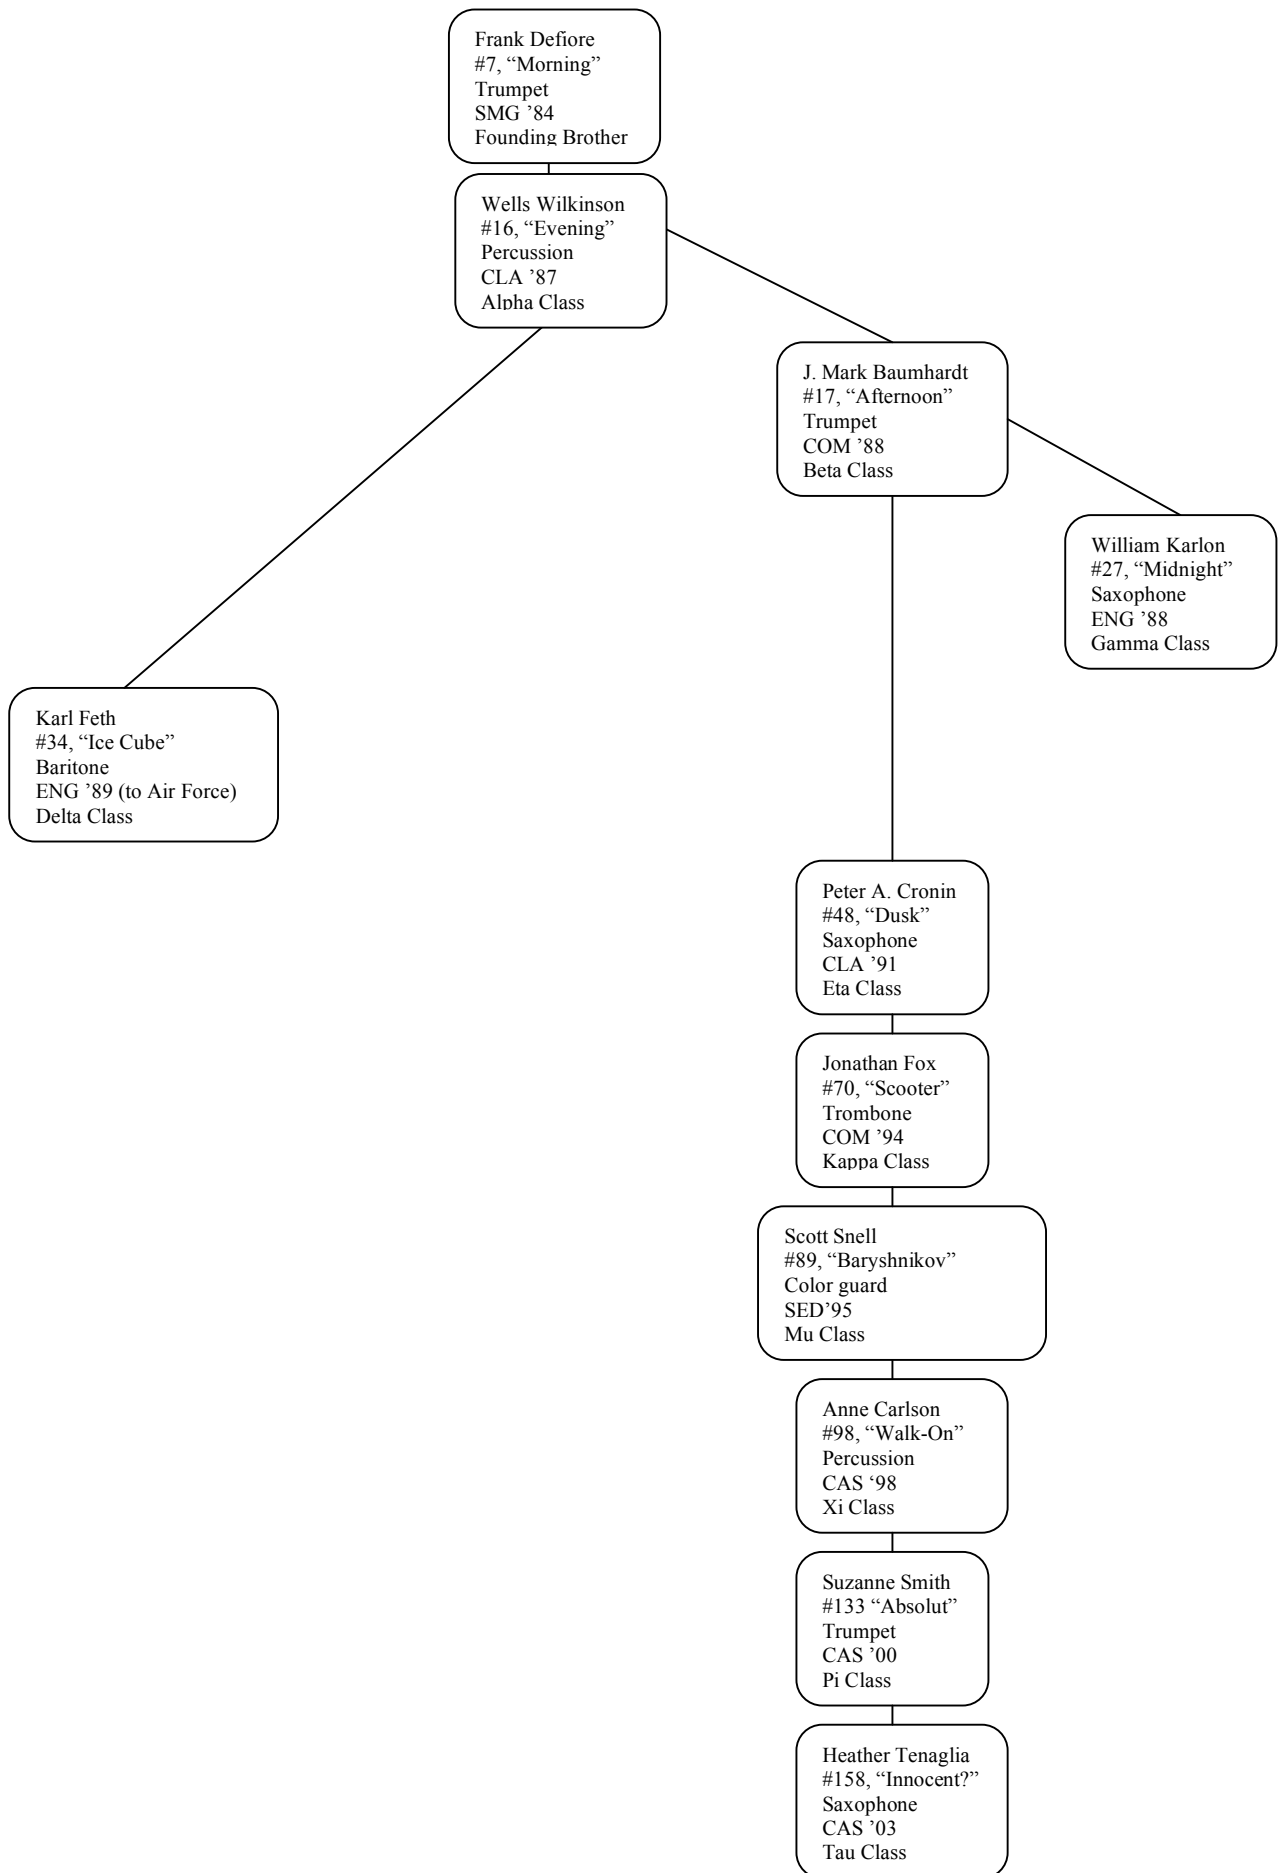 Frank Defiore
#7, “Morning”
Trumpet
SMG ’84
Founding Brother
Wells Wilkinson
#16, “Evening”
Percussion
CLA ’87
Alpha Class
J. Mark Baumhardt
#17, “Afternoon”
Trumpet
COM ’88
Beta Class
William Karlon
#27, “Midnight”
Saxophone
ENG ’88
Gamma Class
Karl Feth
#34, “Ice Cube”
Baritone
ENG ’89 (to Air Force)
Delta Class
Peter A. Cronin
#48, “Dusk”
Saxophone
CLA ’91
Eta Class
Jonathan Fox
#70, “Scooter”
Trombone
COM ’94
Kappa Class
Scott Snell
#89, “Baryshnikov”
Color guard
SED’95
Mu Class
Anne Carlson
#98, “Walk-On”
Percussion
CAS ‘98
Xi Class
Suzanne Smith
#133 “Absolut”
Trumpet
CAS ’00
Pi Class
Heather Tenaglia
#158, “Innocent?”
Saxophone
CAS ’03
Tau Class